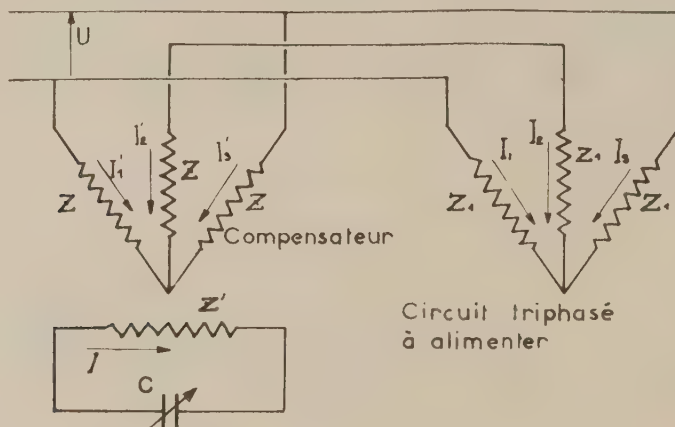 U
I'₁ I'₂ Z I'₃
Z Z
Compensateur
I₁ I₂ Z₁ I₃
Z₁ Z₁
Z'
I
C
Circuit triphasé
à alimenter